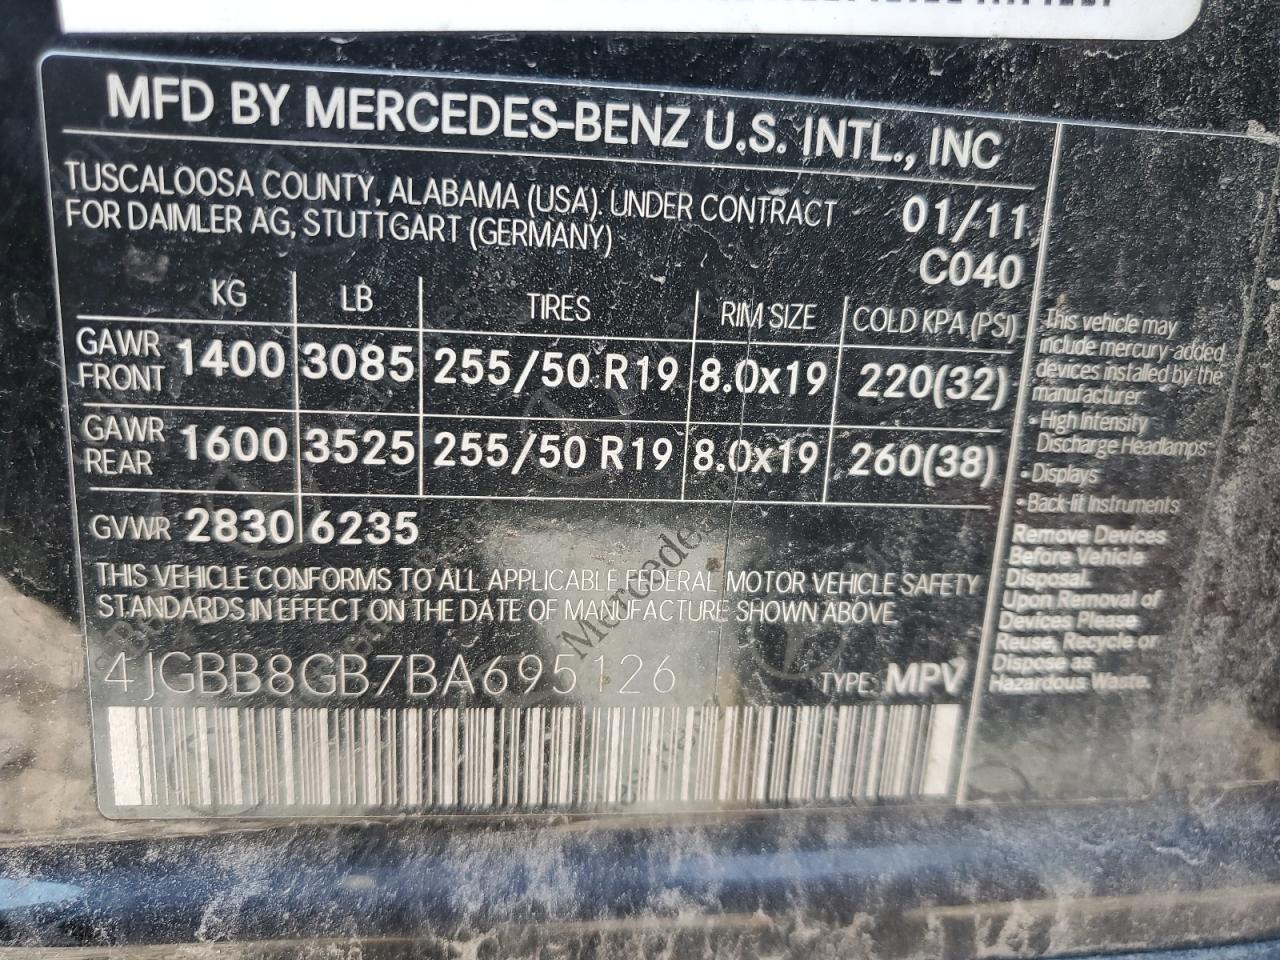 MFD BY MERCEDES-BENZ U.S. INTL., INC
TUSCALOOSA COUNTY, ALABAMA (USA). UNDER CONTRACT
FOR DAIMLER AG, STUTTGART (GERMANY)
01/11
C040
KG LB TIRES RIM SIZE COLD KPA (PSI)
GAWR FRONT 1400 3085 255/50 R19 8.0x19 220(32)
GAWR REAR 1600 3525 255/50 R19 8.0x19 260(38)
GVWR 2830 6235
THIS VEHICLE CONFORMS TO ALL APPLICABLE FEDERAL MOTOR VEHICLE SAFETY
STANDARDS IN EFFECT ON THE DATE OF MANUFACTURE SHOWN ABOVE
4JGBB8GB7BA695126
TYPE: MPV
This vehicle may
include mercury-added
devices installed by the
manufacturer:
• High Intensity
Discharge Headlamps
• Displays
• Back-lit Instruments
Remove Devices
Before Vehicle
Disposal.
Upon Removal of
Devices Please
Reuse, Recycle or
Dispose as
Hazardous Waste.